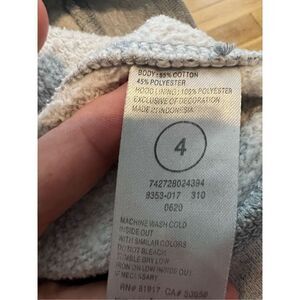 BODY: 55% COTTON
45% POLYESTER
HOOD LINING: 100% POLYESTER
EXCLUSIVE OF DECORATION
MADE IN INDONESIA
4
742728024394
9353-017 310
0620
MACHINE WASH COLD
INSIDE OUT
WITH SIMILAR COLORS
DO NOT BLEACH
TUMBLE DRY LOW
IRON ON LOW INSIDE OUT
IF NECESSARY
RN# 81917 CA#